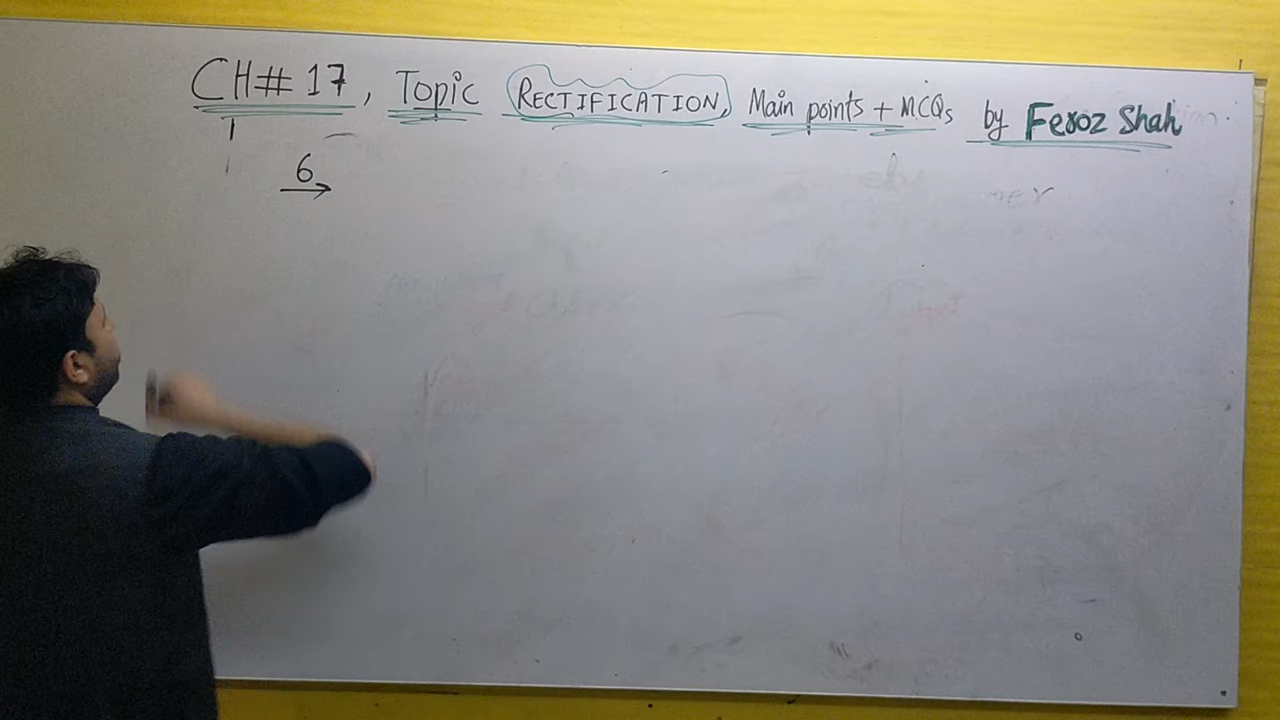 CH# 17, Topic RECTIFICATION, Main points + MCQs by Feroz Shah
6